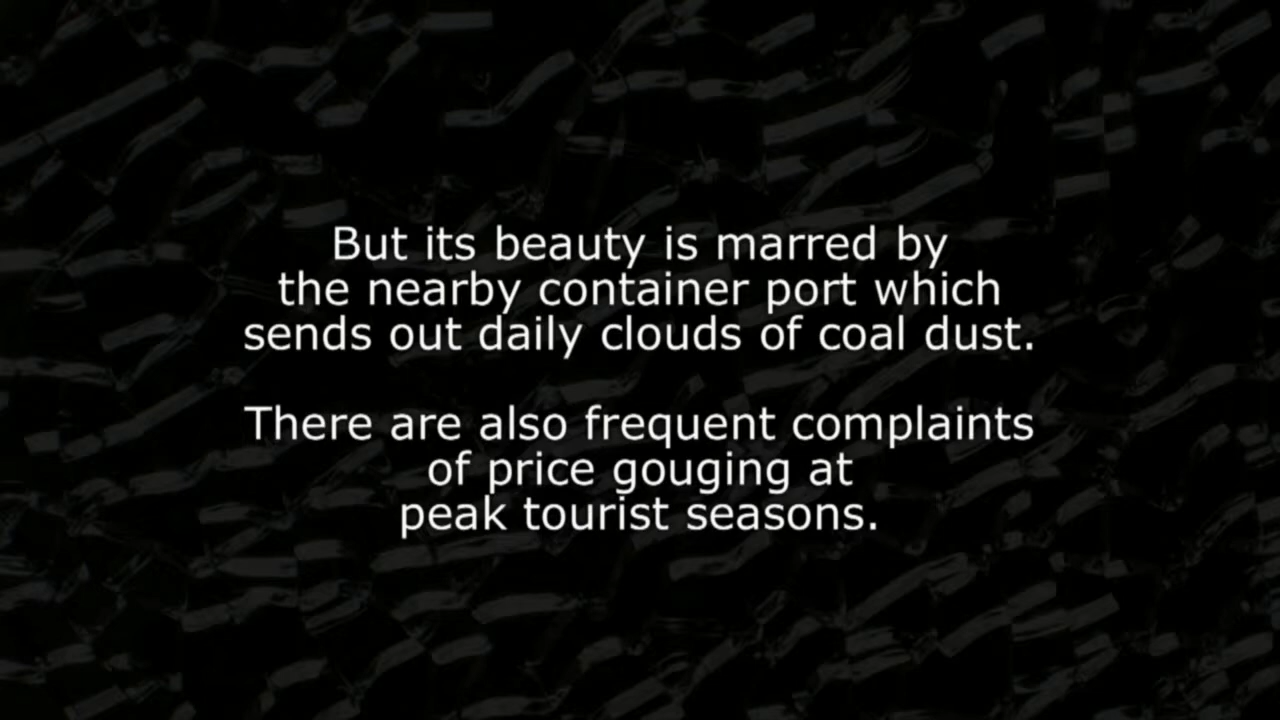 But its beauty is marred by
the nearby container port which
sends out daily clouds of coal dust.
There are also frequent complaints
of price gouging at
peak tourist seasons.